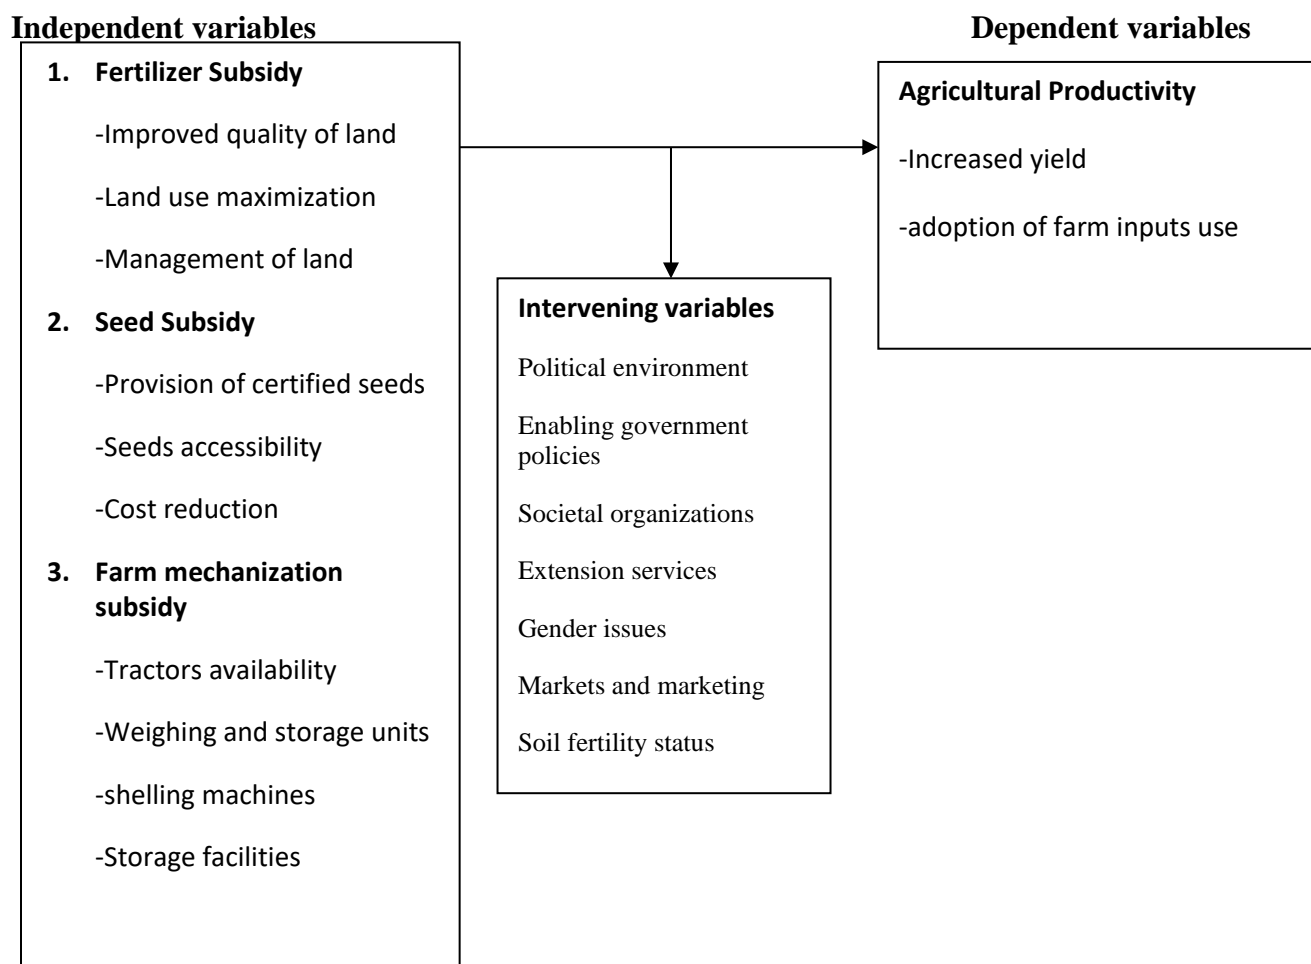 Independent variables
Dependent variables
1. Fertilizer Subsidy
-Improved quality of land
-Land use maximization
-Management of land
2. Seed Subsidy
-Provision of certified seeds
-Seeds accessibility
-Cost reduction
3. Farm mechanization
subsidy
-Tractors availability
-Weighing and storage units
-shelling machines
-Storage facilities
Intervening variables
Political environment
Enabling government
policies
Societal organizations
Extension services
Gender issues
Markets and marketing
Soil fertility status
Agricultural Productivity
-Increased yield
-adoption of farm inputs use